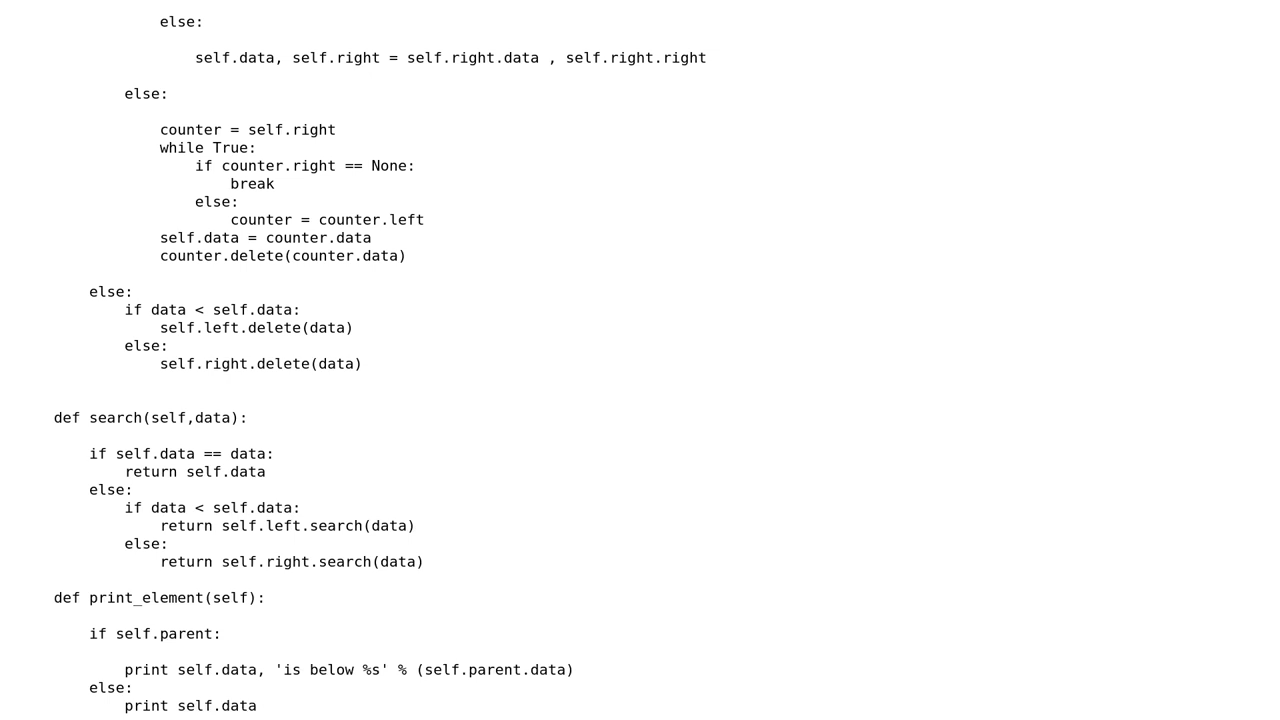 else:
self.data, self.right = self.right.data , self.right.right
else:
counter = self.right
while True:
if counter.right == None:
break
else:
counter = counter.left
self.data = counter.data
counter.delete(counter.data)
else:
if data < self.data:
self.left.delete(data)
else:
self.right.delete(data)
def search(self,data):
if self.data == data:
return self.data
else:
if data < self.data:
return self.left.search(data)
else:
return self.right.search(data)
def print_element(self):
if self.parent:
print self.data, 'is below %s' % (self.parent.data)
else:
print self.data